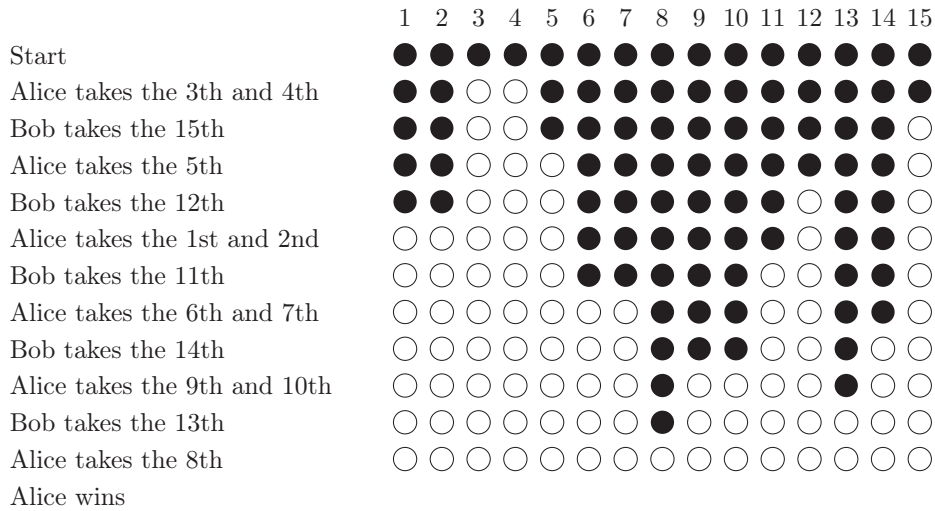 1 2 3 4 5 6 7 8 9 10 11 12 13 14 15
Start
Alice takes the 3th and 4th
Bob takes the 15th
Alice takes the 5th
Bob takes the 12th
Alice takes the 1st and 2nd
Bob takes the 11th
Alice takes the 6th and 7th
Bob takes the 14th
Alice takes the 9th and 10th
Bob takes the 13th
Alice takes the 8th
Alice wins